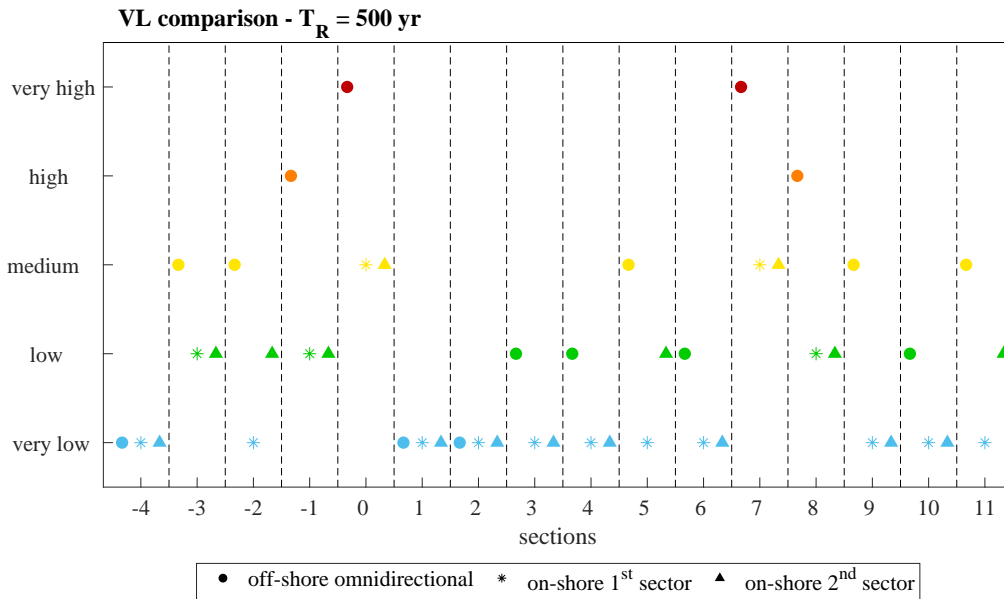 VL comparison - T_R = 500 yr
very high
high
medium
low
very low
-4 -3 -2 -1 0 1 2 3 4 5 6 7 8 9 10 11
sections
off-shore omnidirectional on-shore 1st sector on-shore 2nd sector